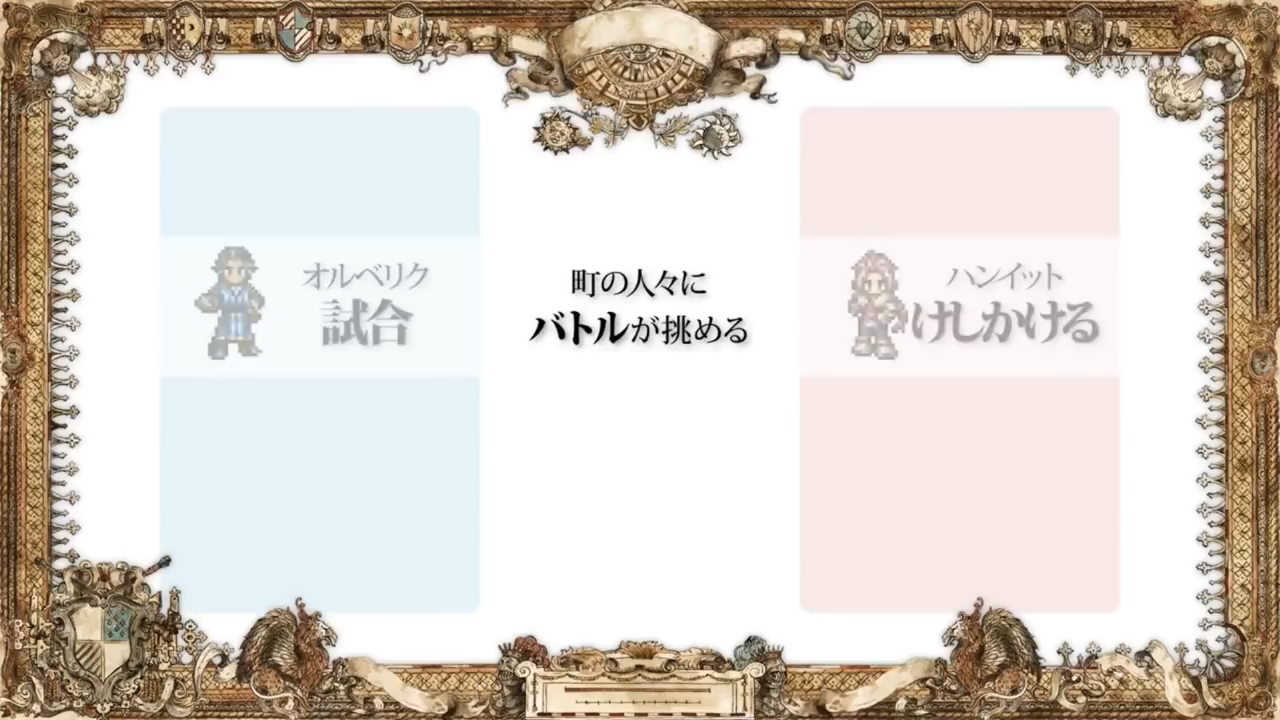 オルベリク
試合
町の人々に
バトルが挑める
ハンイット
けしかける